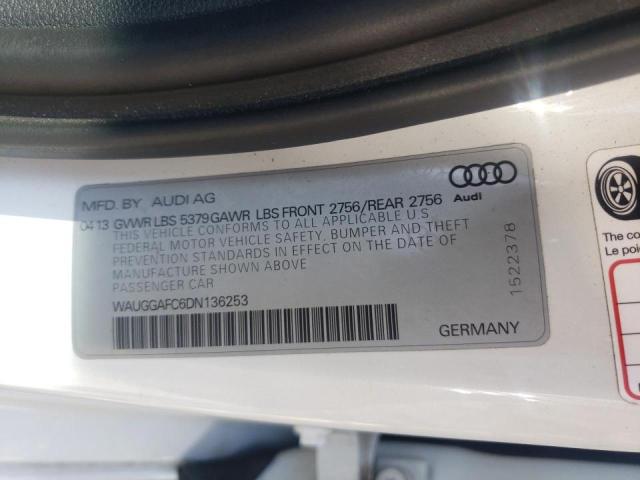 MFD. BY AUDI AG
Audi
04 13 GVWR LBS 5379 GAWR LBS FRONT 2756/REAR 2756
THIS VEHICLE CONFORMS TO ALL APPLICABLE U S
FEDERAL MOTOR VEHICLE SAFETY, BUMPER AND THEFT
PREVENTION STANDARDS IN EFFECT ON THE DATE OF
MANUFACTURE SHOWN ABOVE
PASSENGER CAR
WAUGGAFC6DN136253
GERMANY
1522378
The co
Le poi